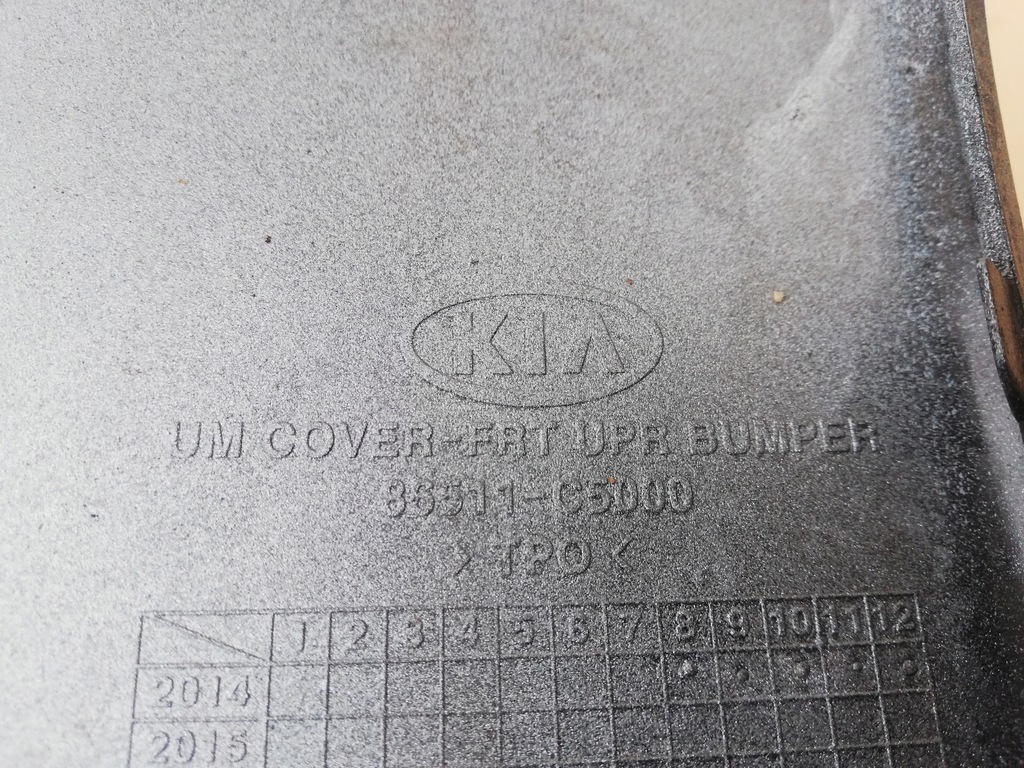 KIA
UM COVER-FRT UPR BUMPER
86511-C5000
>TPO<
1 2 3 4 5 6 7 8 9 10 11 12
2014
2015